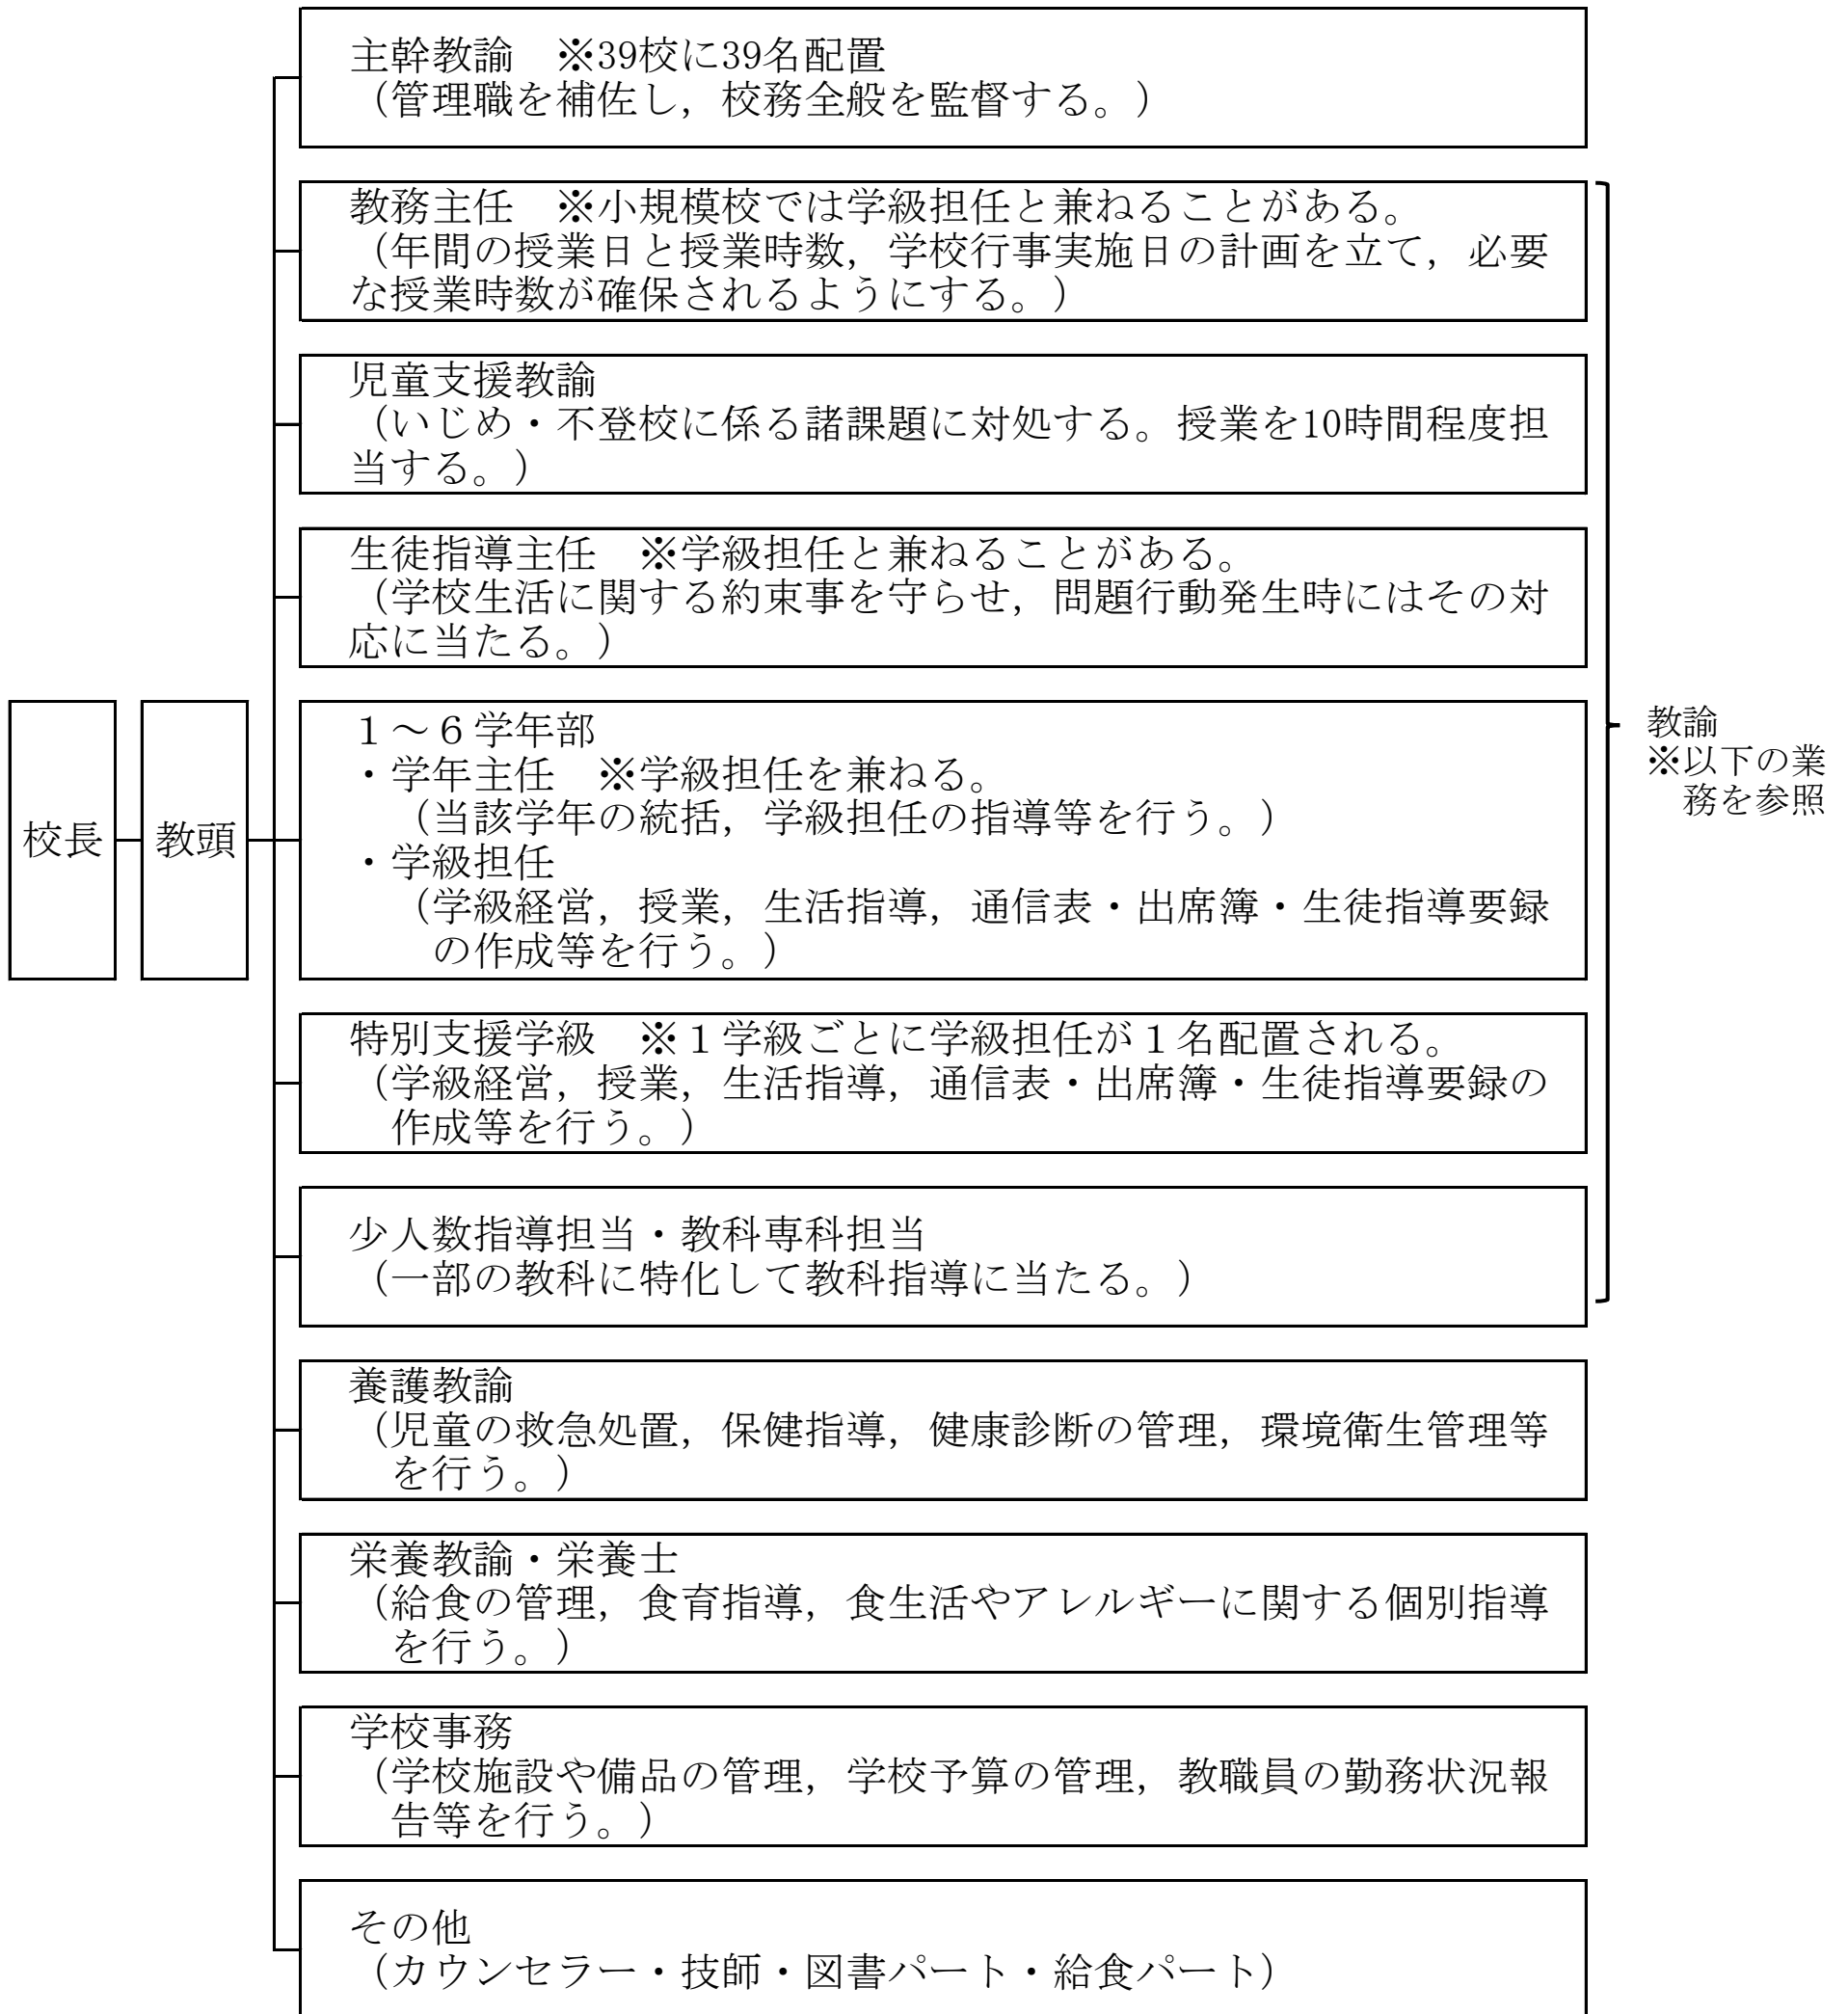 主幹教諭　※39校に39名配置
（管理職を補佐し，校務全般を監督する。）
教務主任　※小規模校では学級担任と兼ねることがある。
（年間の授業日と授業時数，学校行事実施日の計画を立て，必要
な授業時数が確保されるようにする。）
児童支援教諭
（いじめ・不登校に係る諸課題に対処する。授業を10時間程度担
当する。）
生徒指導主任　※学級担任と兼ねることがある。
（学校生活に関する約束事を守らせ，問題行動発生時にはその対
応に当たる。）
校長
教頭
１～６学年部
・学年主任　※学級担任を兼ねる。
（当該学年の統括，学級担任の指導等を行う。）
・学級担任
（学級経営，授業，生活指導，通信表・出席簿・生徒指導要録
の作成等を行う。）
教諭
※以下の業
務を参照
特別支援学級　※１学級ごとに学級担任が１名配置される。
（学級経営，授業，生活指導，通信表・出席簿・生徒指導要録の
作成等を行う。）
少人数指導担当・教科専科担当
（一部の教科に特化して教科指導に当たる。）
養護教諭
（児童の救急処置，保健指導，健康診断の管理，環境衛生管理等
を行う。）
栄養教諭・栄養士
（給食の管理，食育指導，食生活やアレルギーに関する個別指導
を行う。）
学校事務
（学校施設や備品の管理，学校予算の管理，教職員の勤務状況報
告等を行う。）
その他
（カウンセラー・技師・図書パート・給食パート）